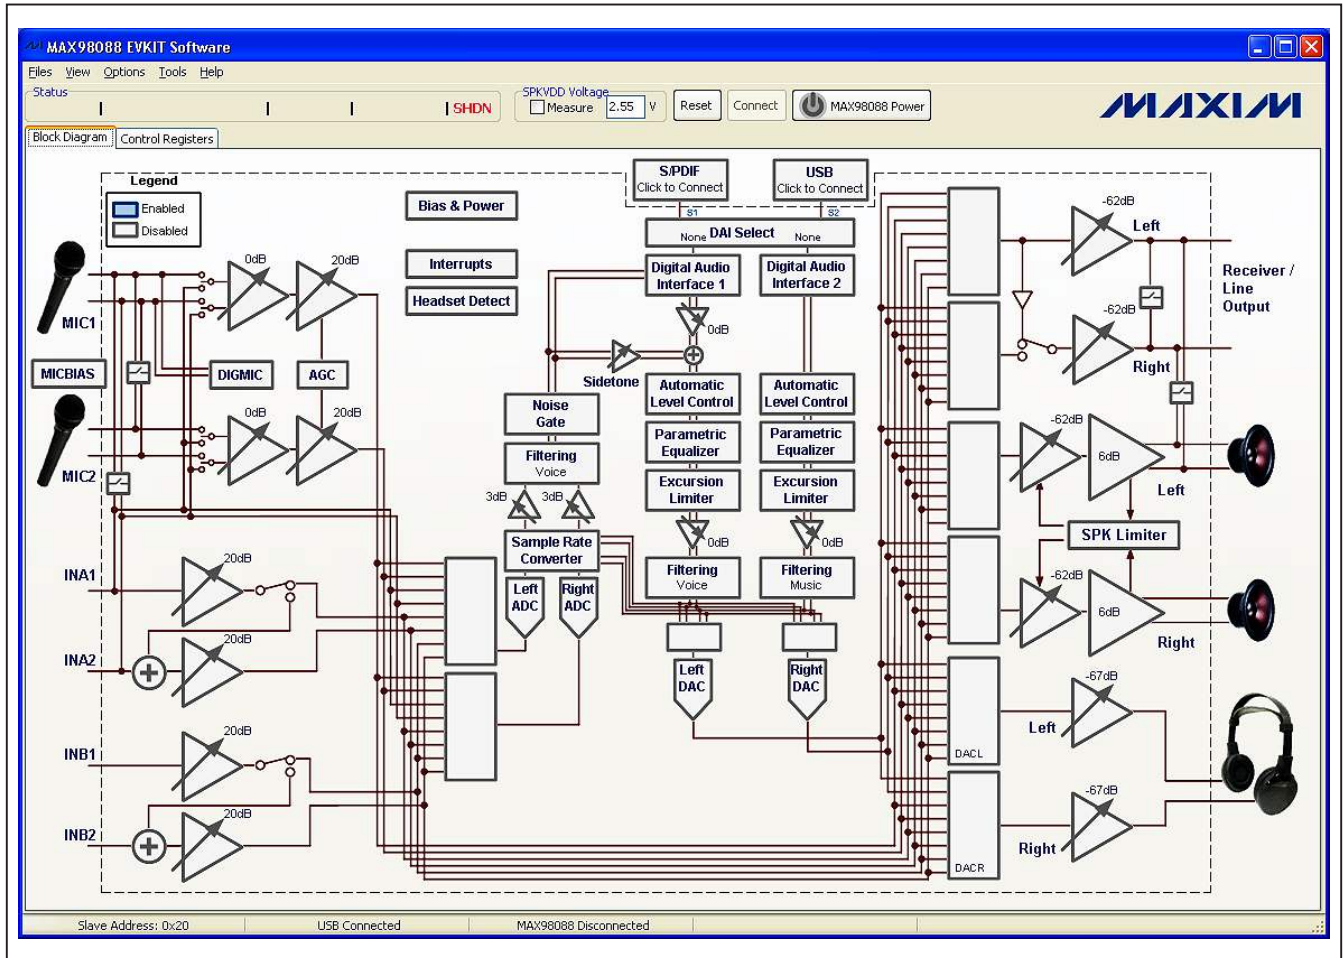 MAX98088 EVKIT Software
Files View Options Tools Help
Status
SHDN
SPKVDD Voltage
Measure 2.55 V
Reset
Connect
MAX98088 Power
MAXIM
Block Diagram
Control Registers
Legend
Enabled
Disabled
S/PDIF
Click to Connect
USB
Click to Connect
S1
S2
None DAI Select None
Bias & Power
Interrupts
Headset Detect
Digital Audio
Interface 1
Digital Audio
Interface 2
0dB
Sidetone
MIC1
MICBIAS
MIC2
0dB
20dB
DIGMIC
AGC
0dB
20dB
Noise
Gate
Filtering
Voice
3dB
3dB
Sample Rate
Converter
Left
ADC
Right
ADC
Automatic
Level Control
Parametric
Equalizer
Excursion
Limiter
0dB
Filtering
Voice
Left
DAC
Automatic
Level Control
Parametric
Equalizer
Excursion
Limiter
0dB
Filtering
Music
Right
DAC
INA1
20dB
INA2
20dB
INB1
20dB
INB2
20dB
-62dB
Left
Receiver /
Line
Output
-62dB
Right
-62dB
6dB
Left
SPK Limiter
-62dB
6dB
Right
-67dB
Left
DACL
-67dB
Right
DACR
Slave Address: 0x20
USB Connected
MAX98088 Disconnected